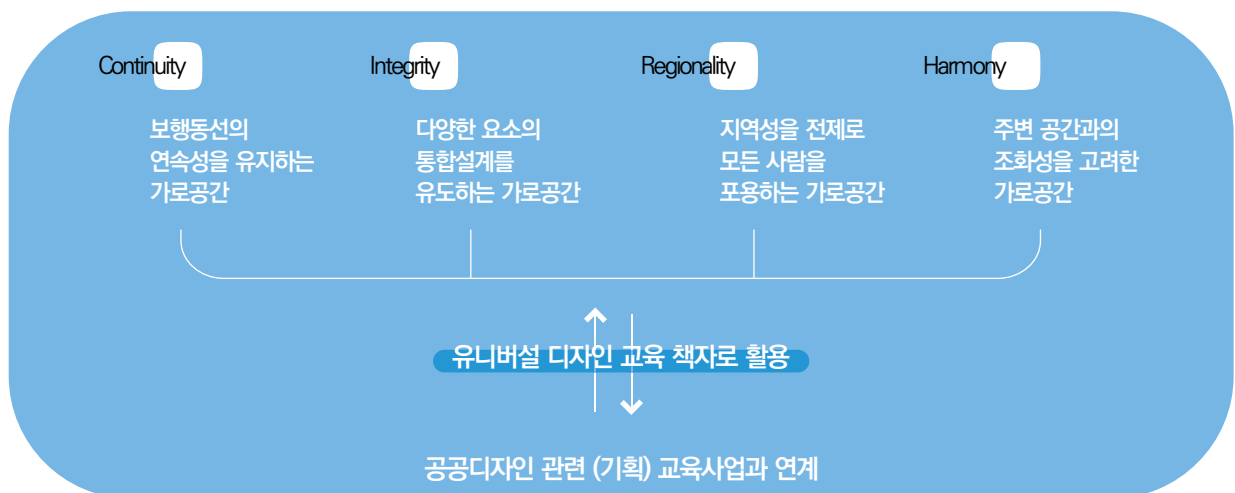 Continuity
보행동선의
연속성을 유지하는
가로공간
Integrity
다양한 요소의
통합설계를
유도하는 가로공간
Regionality
지역성을 전제로
모든 사람을
포용하는 가로공간
Harmony
주변 공간과의
조화성을 고려한
가로공간
유니버설 디자인 교육 책자로 활용
공공디자인 관련 (기획) 교육사업과 연계